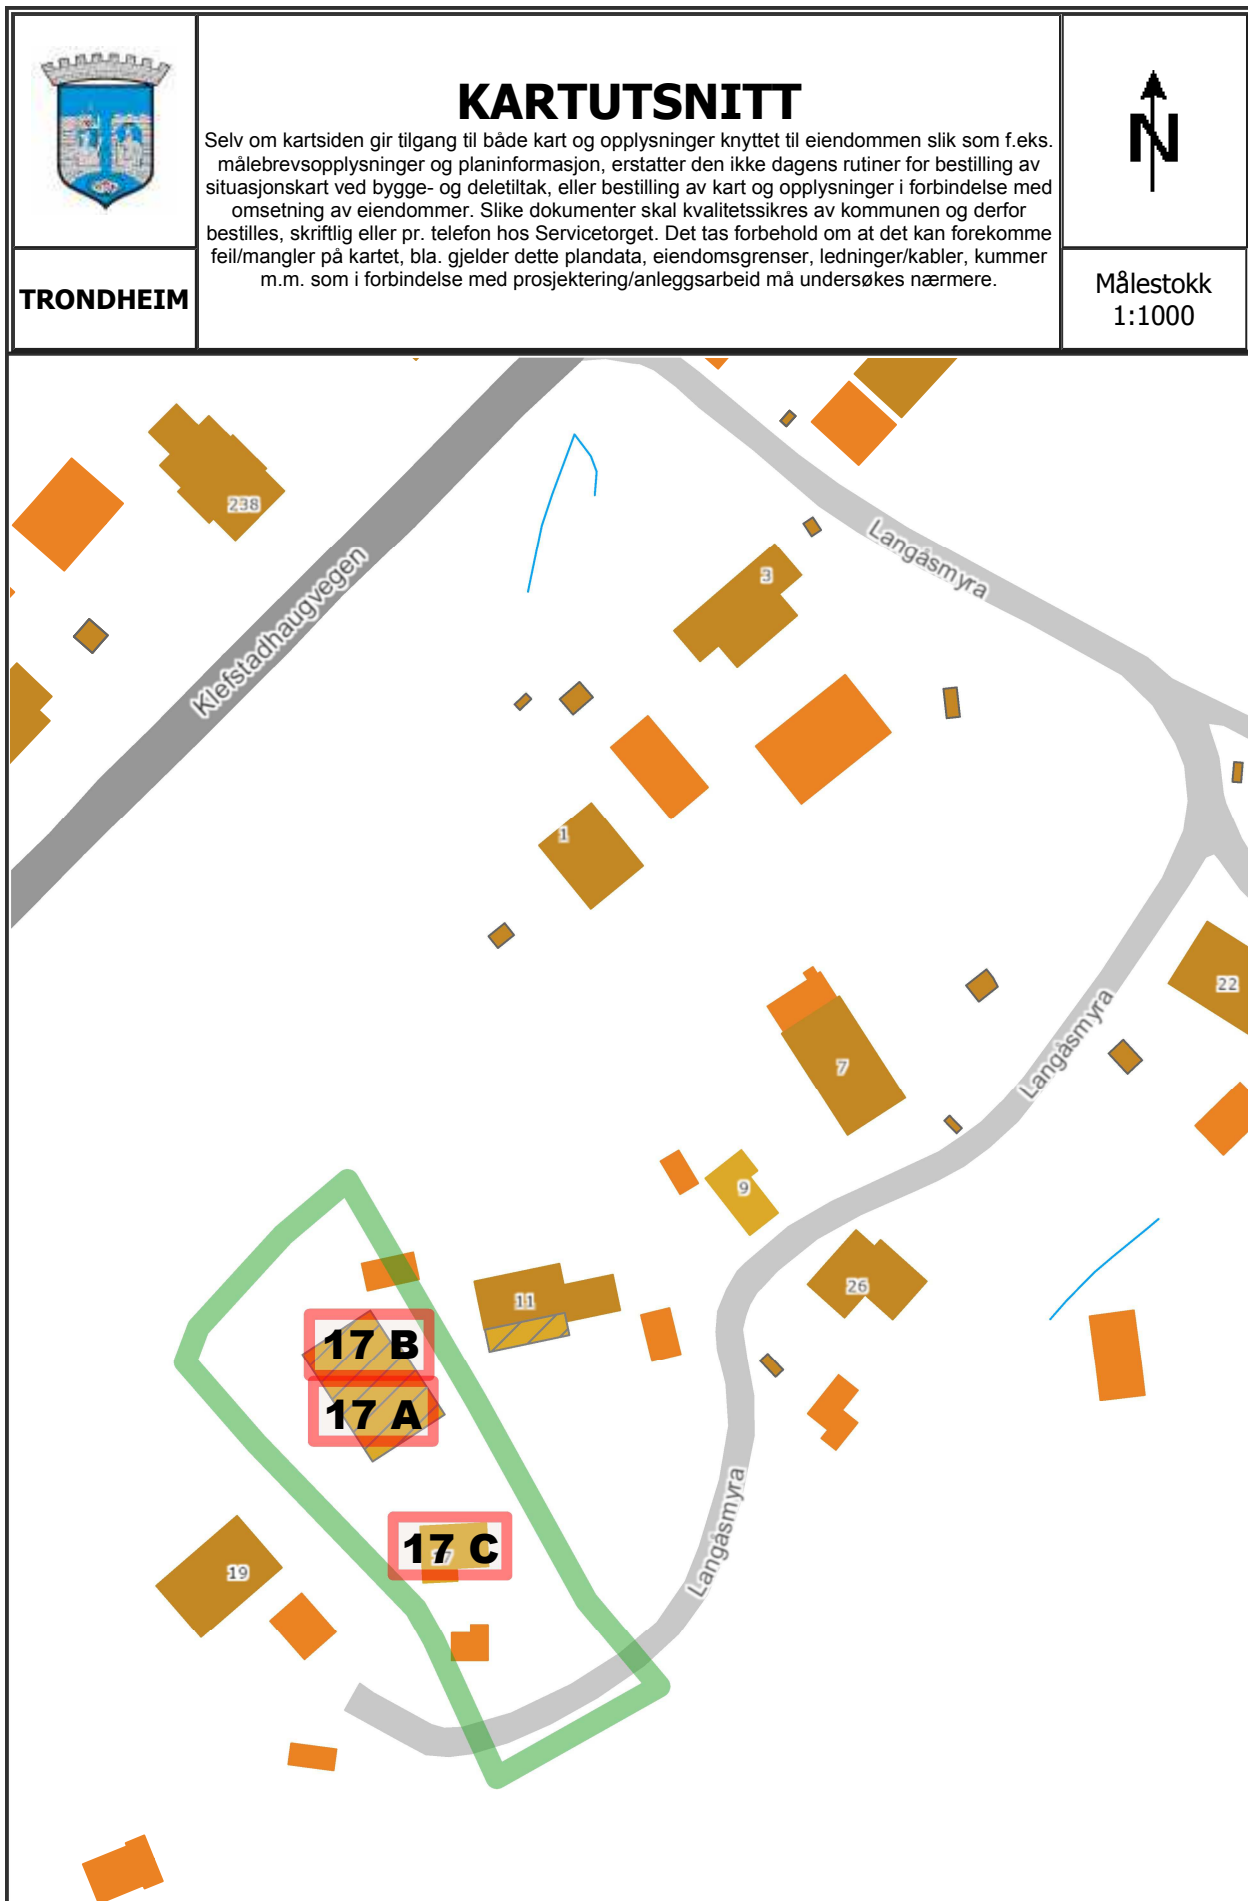 KARTUTSNITT
Selv om kartsiden gir tilgang til både kart og opplysninger knyttet til eiendommen slik som f.eks.
målebrevsopplysninger og planinformasjon, erstatter den ikke dagens rutiner for bestilling av
situasjonskart ved bygge- og deletiltak, eller bestilling av kart og opplysninger i forbindelse med
omsetning av eiendommer. Slike dokumenter skal kvalitetssikres av kommunen og derfor
bestilles, skriftlig eller pr. telefon hos Servicetorget. Det tas forbehold om at det kan forekomme
feil/mangler på kartet, bla. gjelder dette plandata, eiendomsgrenser, ledninger/kabler, kummer
m.m. som i forbindelse med prosjektering/anleggsarbeid må undersøkes nærmere.
N
TRONDHEIM
Målestokk
1:1000
238
Klefstadhaugvegen
Langåsmyra
3
1
22
7
Langåsmyra
9
26
11
17 B
17 A
17 C
19
Langåsmyra